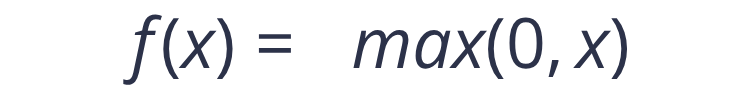 f(x) = max(0, x)